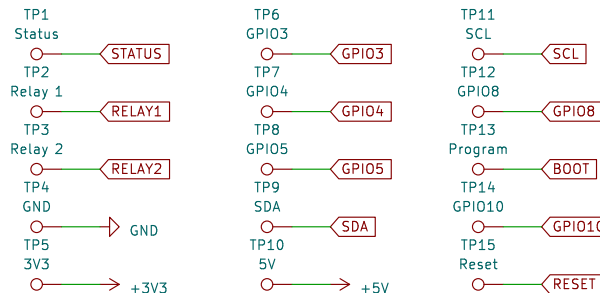 TP1
Status
STATUS
TP2
Relay 1
RELAY1
TP3
Relay 2
RELAY2
TP4
GND
GND
TP5
3V3
+3V3
TP6
GPIO3
GPIO3
TP7
GPIO4
GPIO4
TP8
GPIO5
GPIO5
TP9
SDA
SDA
TP10
5V
+5V
TP11
SCL
SCL
TP12
GPIO8
GPIO8
TP13
Program
BOOT
TP14
GPIO10
GPIO10
TP15
Reset
RESET